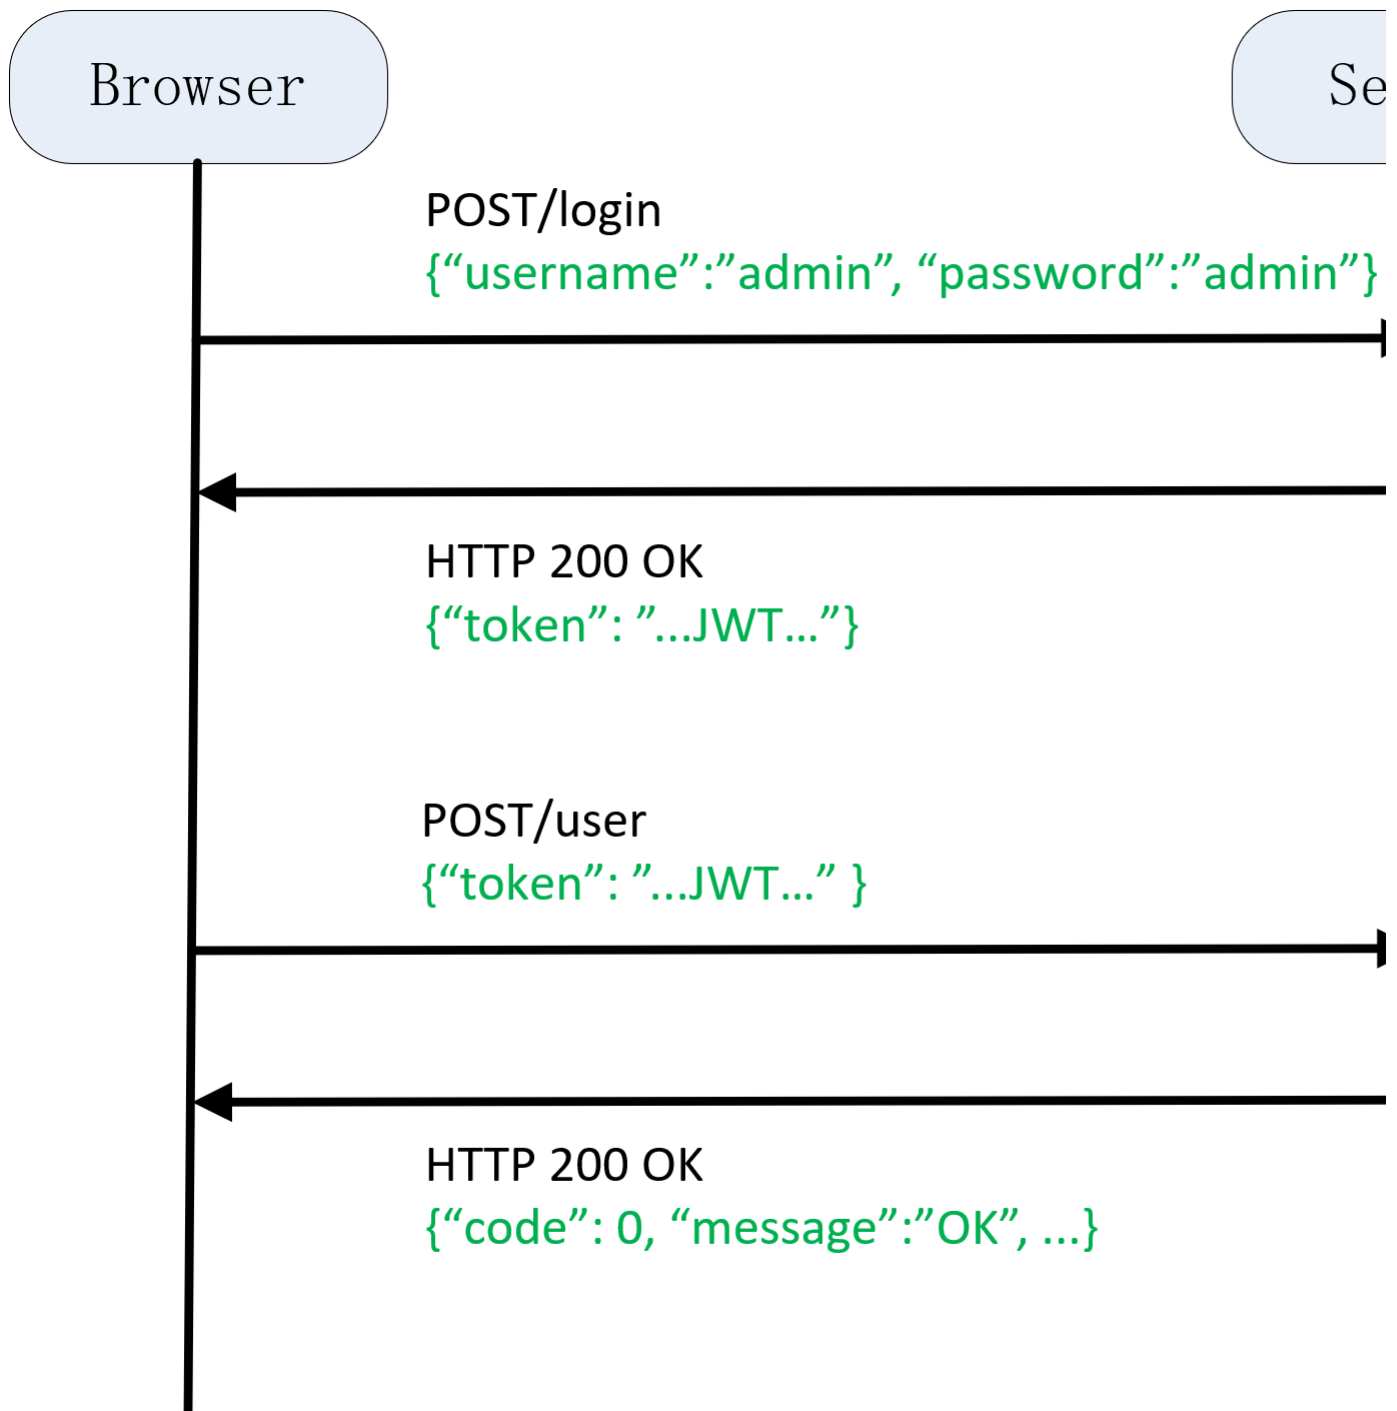 Browser
POST/login
{“username”:”admin”, “password”:”admin”}
HTTP 200 OK
{“token”: ”...JWT...”}
POST/user
{“token”: ”...JWT...” }
HTTP 200 OK
{“code”: 0, “message”:”OK”, ...}